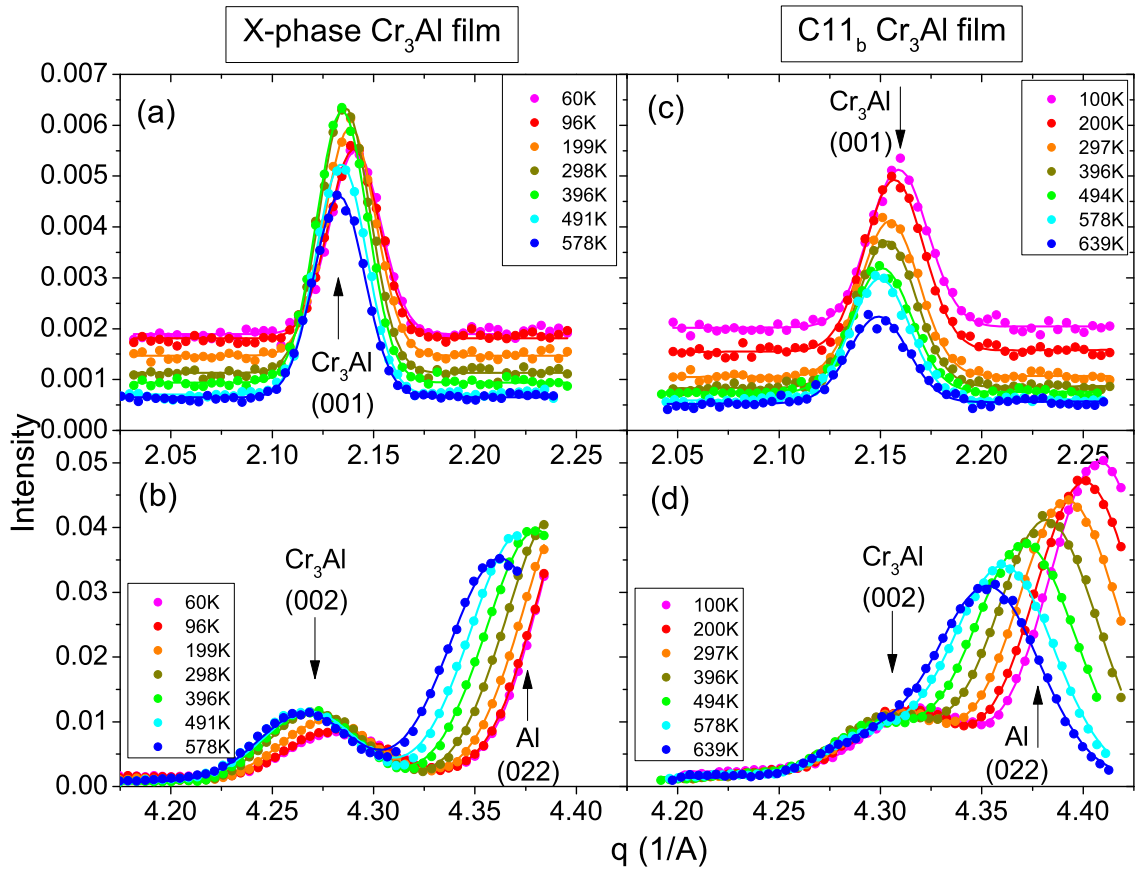 X-phase Cr₃Al film
C11b Cr₃Al film
Intensity
0.007
0.006
0.005
0.004
0.003
0.002
0.001
0.000
(a)
60K
96K
199K
298K
396K
491K
578K
Cr₃Al
(001)
2.05
2.10
2.15
2.20
2.25
(c)
Cr₃Al
(001)
100K
200K
297K
396K
494K
578K
639K
2.05
2.10
2.15
2.20
2.25
0.05
0.04
0.03
0.02
0.01
0.00
(b)
Cr₃Al
(002)
60K
96K
199K
298K
396K
491K
578K
Al
(022)
4.20
4.25
4.30
4.35
4.40
(d)
Cr₃Al
(002)
100K
200K
297K
396K
494K
578K
639K
Al
(022)
4.20
4.25
4.30
4.35
4.40
q (1/A)